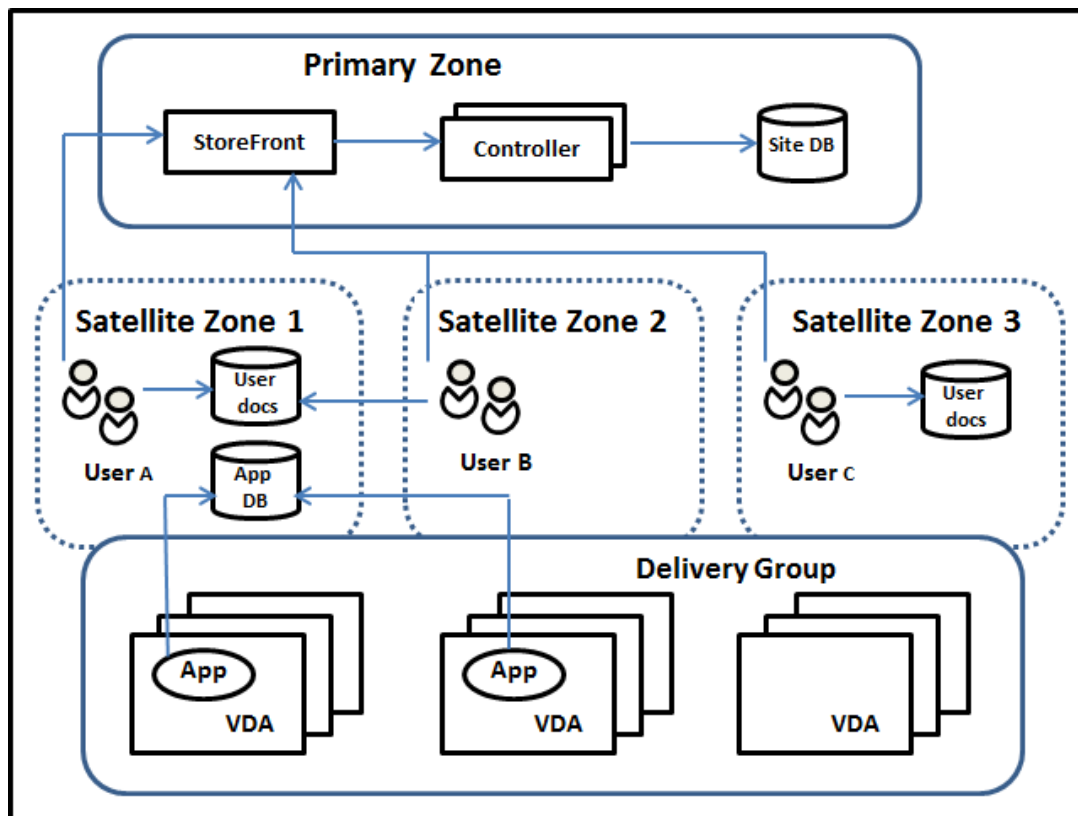 Primary Zone
StoreFront
Controller
Site DB
Satellite Zone 1
Satellite Zone 2
Satellite Zone 3
User
docs
User
docs
User A
User B
User C
App
DB
Delivery Group
App
VDA
App
VDA
VDA